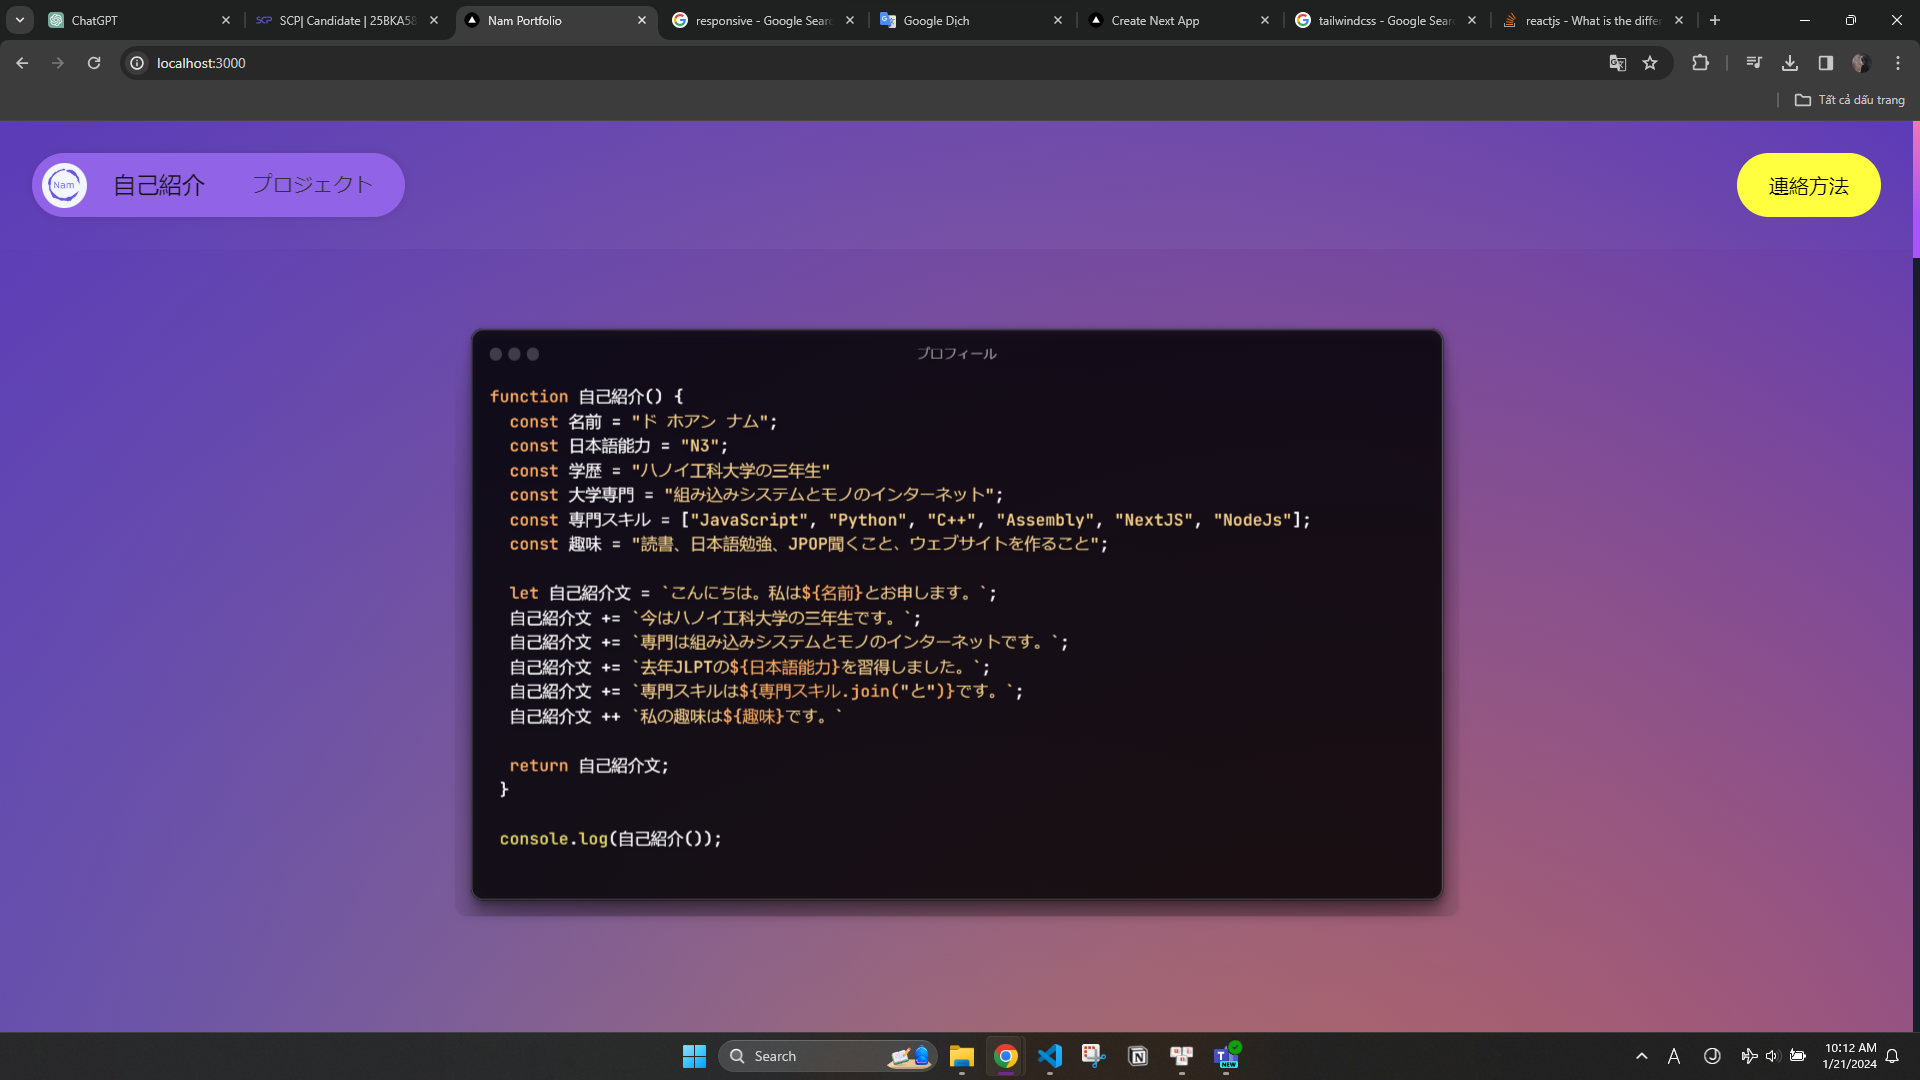 ChatGPT
SCP| Candidate | 25BKA58
Nam Portfolio
responsive - Google Sear
Google Dịch
Create Next App
tailwindcss - Google Sear
reactjs - What is the differ
localhost:3000
Tất cả dấu trang
Nam
自己紹介
プロジェクト
連絡方法
プロフィール
function 自己紹介() {
const 名前 = "ド ホアン ナム";
const 日本語能力 = "N3";
const 学歴 = "ハノイ工科大学の三年生"
const 大学専門 = "組み込みシステムとモノのインターネット";
const 専門スキル = ["JavaScript", "Python", "C++", "Assembly", "NextJS", "NodeJs"];
const 趣味 = "読書、日本語勉強、JPOP聞くこと、ウェブサイトを作ること";
let 自己紹介文 = `こんにちは。私は${名前}とお申します。`;
自己紹介文 += `今はハノイ工科大学の三年生です。`;
自己紹介文 += `専門は組み込みシステムとモノのインターネットです。`;
自己紹介文 += `去年JLPTの${日本語能力}を習得しました。`;
自己紹介文 += `専門スキルは${専門スキル.join("と")}です。`;
自己紹介文 ++ `私の趣味は${趣味}です。`
return 自己紹介文;
}
console.log(自己紹介());
Search
NEW
A
10:12 AM
1/21/2024